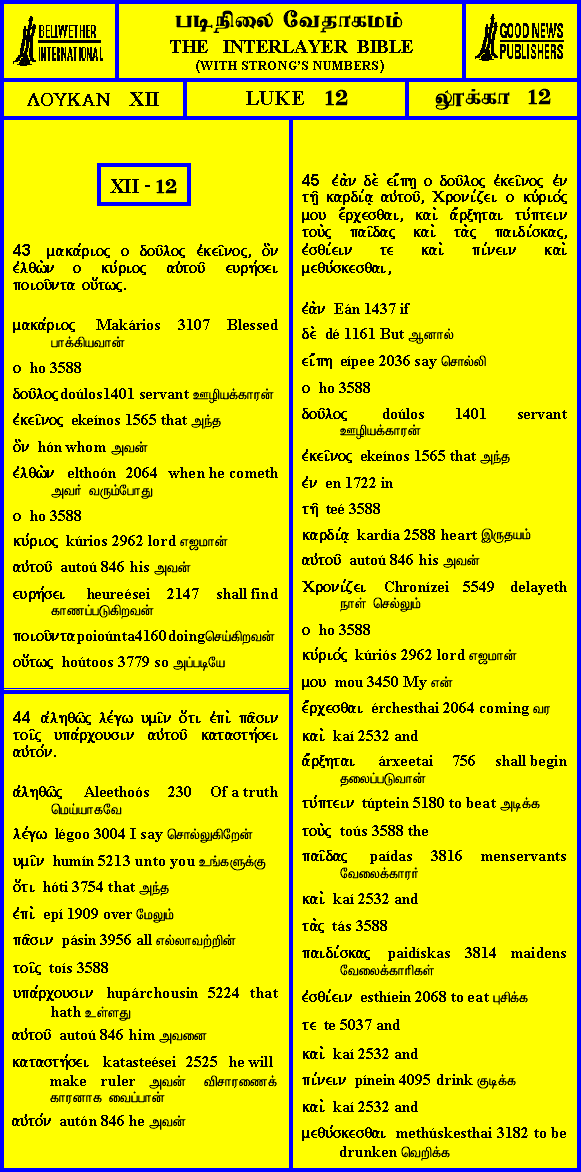 BELLWETHER
INTERNATIONAL
படிநிலை வேதாகமம்
THE INTERLAYER BIBLE
(WITH STRONG'S NUMBERS)
GOOD NEWS
PUBLISHERS
ΛΟΥΚΑΝ XII
LUKE 12
லூக்கா 12
XII - 12
43 μακάριος ο δοῦλος ἐκεῖνος, ὃν
ἐλθὼν ο κύριος αὐτοῦ ευρήσει
ποιοῦντα οὕτως.
μακάριος Makários 3107 Blessed
பாக்கியவான்
ο ho 3588
δοῦλος doúlos1401 servant ஊழியக்காரன்
ἐκεῖνος ekeínos 1565 that அந்த
ὃν hón whom அவன்
ἐλθὼν elthoón 2064 when he cometh
அவர் வரும்போது
ο ho 3588
κύριος kúrios 2962 lord எஜமான்
αὐτοῦ autoú 846 his அவன்
ευρήσει heureései 2147 shall find
காணப்படுகிறவன்
ποιοῦντα poioúnta4160 doingசெய்கிறவன்
οὕτως hoútoos 3779 so அப்படியே
44 ἀληθῶς λέγω υμῖν ὅτι ἐπὶ πᾶσιν
τοῖς υπάρχουσιν αὐτοῦ καταστήσει
αὐτόν.
ἀληθῶς Aleethoós 230 Of a truth
மெய்யாகவே
λέγω légoo 3004 I say சொல்லுகிறேன்
υμῖν humín 5213 unto you உங்களுக்கு
ὅτι hóti 3754 that அந்த
ἐπὶ epí 1909 over மேலும்
πᾶσιν pásin 3956 all எல்லாவற்றின்
τοῖς toís 3588
υπάρχουσιν hupárchousin 5224 that
hath உள்ளது
αὐτοῦ autoú 846 him அவனை
καταστήσει katasteései 2525 he will
make ruler அவன் விசாரணைக்
காரனாக வைப்பான்
αὐτόν autón 846 he அவன்
45 ἐὰν δὲ εἴπῃ ο δοῦλος ἐκεῖνος ἐν
τῇ καρδίᾳ αὐτοῦ, Χρονίζει ο κύριός
μου ἔρχεσθαι, καὶ ἄρξηται τύπτειν
τοὺς παῖδας καὶ τὰς παιδίσκας,
ἐσθίειν τε καὶ πίνειν καὶ
μεθύσκεσθαι,
ἐὰν Eán 1437 if
δὲ dé 1161 But ஆனால்
εἴπῃ eípee 2036 say சொல்லி
ο ho 3588
δοῦλος doúlos 1401 servant
ஊழியக்காரன்
ἐκεῖνος ekeínos 1565 that அந்த
ἐν en 1722 in
τῇ teé 3588
καρδίᾳ kardía 2588 heart இருதயம்
αὐτοῦ autoú 846 his அவன்
Χρονίζει Chronízei 5549 delayeth
நாள் செல்லும்
ο ho 3588
κύριός kúriós 2962 lord எஜமான்
μου mou 3450 My என்
ἔρχεσθαι érchesthai 2064 coming வர
καὶ kaí 2532 and
ἄρξηται árxeetai 756 shall begin
தலைப்படுவான்
τύπτειν túptein 5180 to beat அடிக்க
τοὺς toús 3588 the
παῖδας paídas 3816 menservants
வேலைக்காரர்
καὶ kaí 2532 and
τὰς tás 3588
παιδίσκας paidískas 3814 maidens
வேலைக்காரிகள்
ἐσθίειν esthíein 2068 to eat புசிக்க
τε te 5037 and
καὶ kaí 2532 and
πίνειν pínein 4095 drink குடிக்க
καὶ kaí 2532 and
μεθύσκεσθαι methúskesthai 3182 to be
drunken வெறிக்க